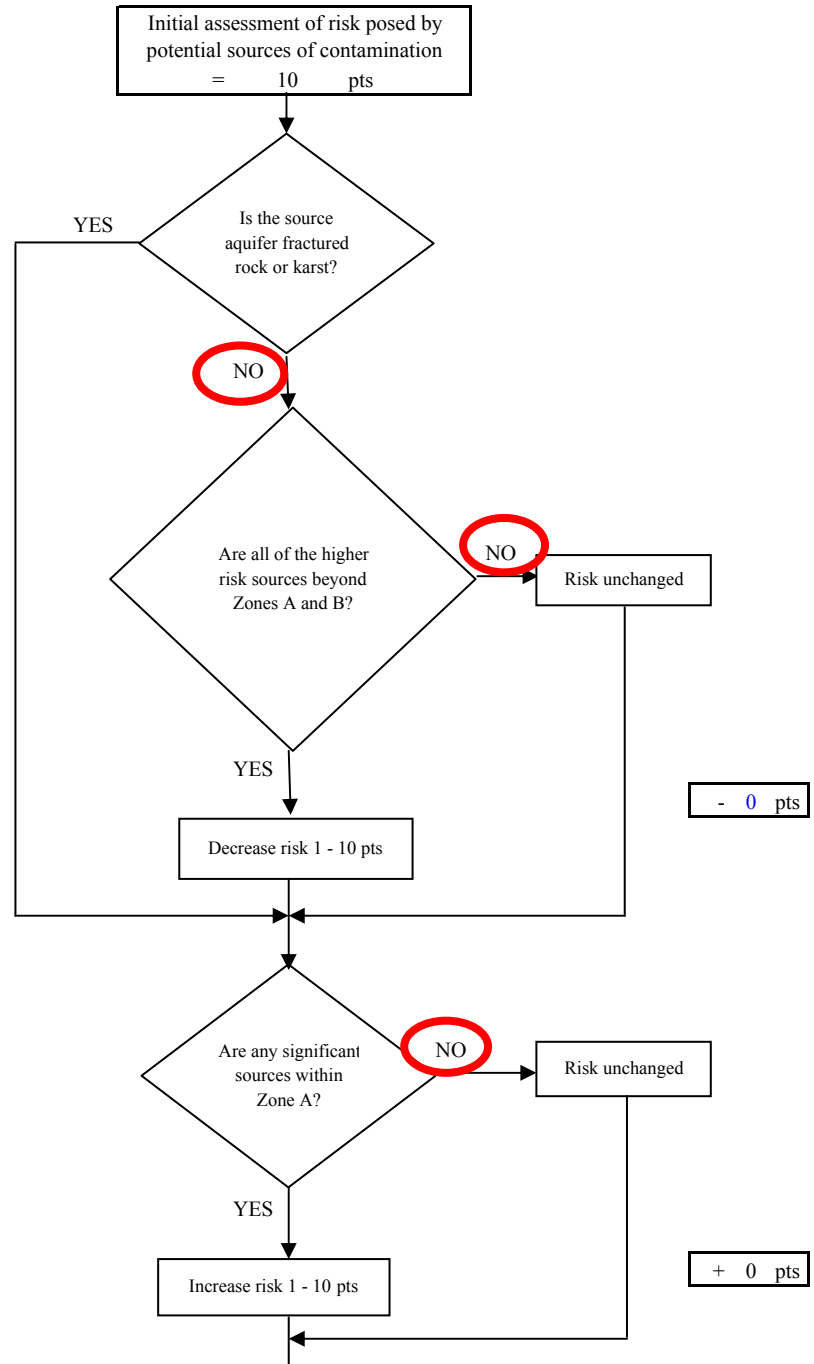 Initial assessment of risk posed by
potential sources of contamination
= 10 pts
YES
Is the source
aquifer fractured
rock or karst?
NO
Are all of the higher
risk sources beyond
Zones A and B?
NO
Risk unchanged
YES
- 0 pts
Decrease risk 1 - 10 pts
Are any significant
sources within
Zone A?
NO
Risk unchanged
YES
+ 0 pts
Increase risk 1 - 10 pts